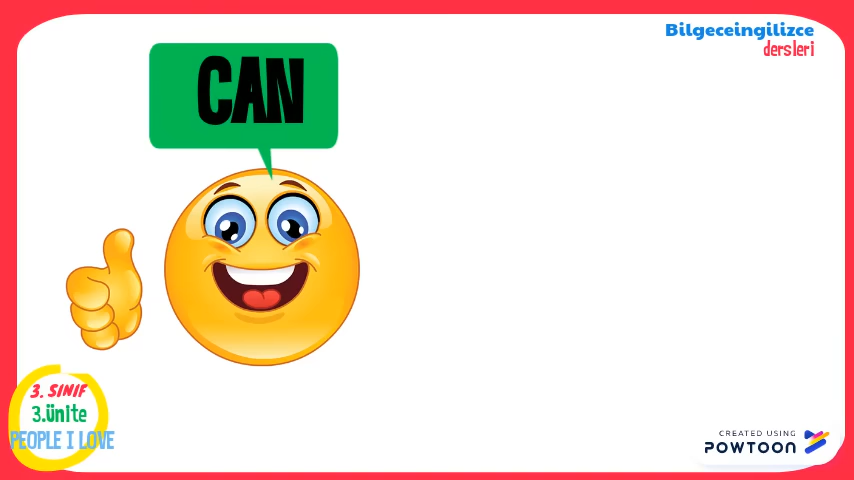 Bilgeceingilizce
dersleri
CAN
3. SINIF
3.ünite
PEOPLE I LOVE
CREATED USING
POWTOON